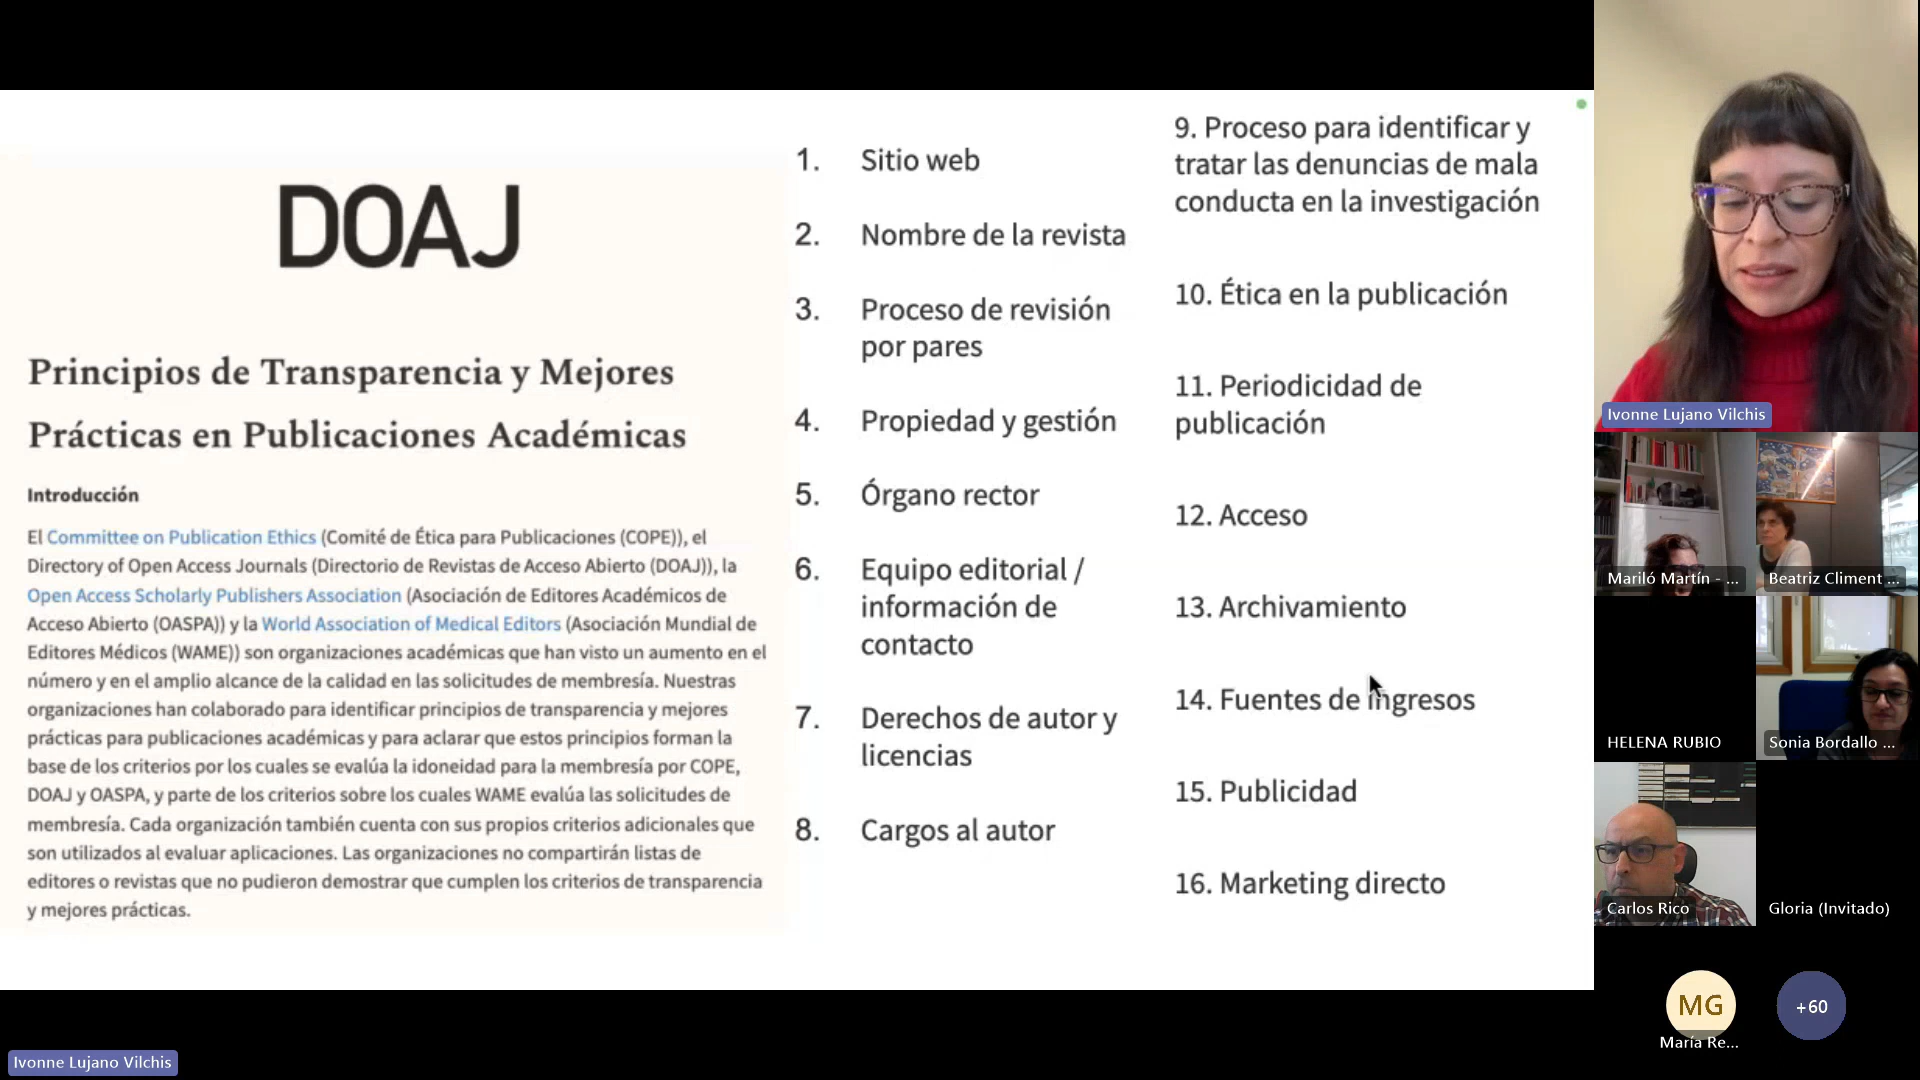 DOAJ
Principios de Transparencia y Mejores
Prácticas en Publicaciones Académicas
Introducción
El Committee on Publication Ethics (Comité de Ética para Publicaciones (COPE)), el
Directory of Open Access Journals (Directorio de Revistas de Acceso Abierto (DOAJ)), la
Open Access Scholarly Publishers Association (Asociación de Editores Académicos de
Acceso Abierto (OASPA)) y la World Association of Medical Editors (Asociación Mundial de
Editores Médicos (WAME)) son organizaciones académicas que han visto un aumento en el
número y en el amplio alcance de la calidad en las solicitudes de membresía. Nuestras
organizaciones han colaborado para identificar principios de transparencia y mejores
prácticas para publicaciones académicas y para aclarar que estos principios forman la
base de los criterios por los cuales se evalúa la idoneidad para la membresía por COPE,
DOAJ y OASPA, y parte de los criterios sobre los cuales WAME evalúa las solicitudes de
membresía. Cada organización también cuenta con sus propios criterios adicionales que
son utilizados al evaluar aplicaciones. Las organizaciones no compartirán listas de
editores o revistas que no pudieron demostrar que cumplen los criterios de transparencia
y mejores prácticas.
1. Sitio web
2. Nombre de la revista
3. Proceso de revisión
por pares
4. Propiedad y gestión
5. Órgano rector
6. Equipo editorial /
información de
contacto
7. Derechos de autor y
licencias
8. Cargos al autor
9. Proceso para identificar y
tratar las denuncias de mala
conducta en la investigación
10. Ética en la publicación
11. Periodicidad de
publicación
12. Acceso
13. Archivamiento
14. Fuentes de ingresos
15. Publicidad
16. Marketing directo
Ivonne Lujano Vilchis
Mariló Martín - ...
Beatriz Climent ...
HELENA RUBIO
Sonia Bordallo ...
Carlos Rico
Gloria (Invitado)
MG
+60
María Re...
Ivonne Lujano Vilchis